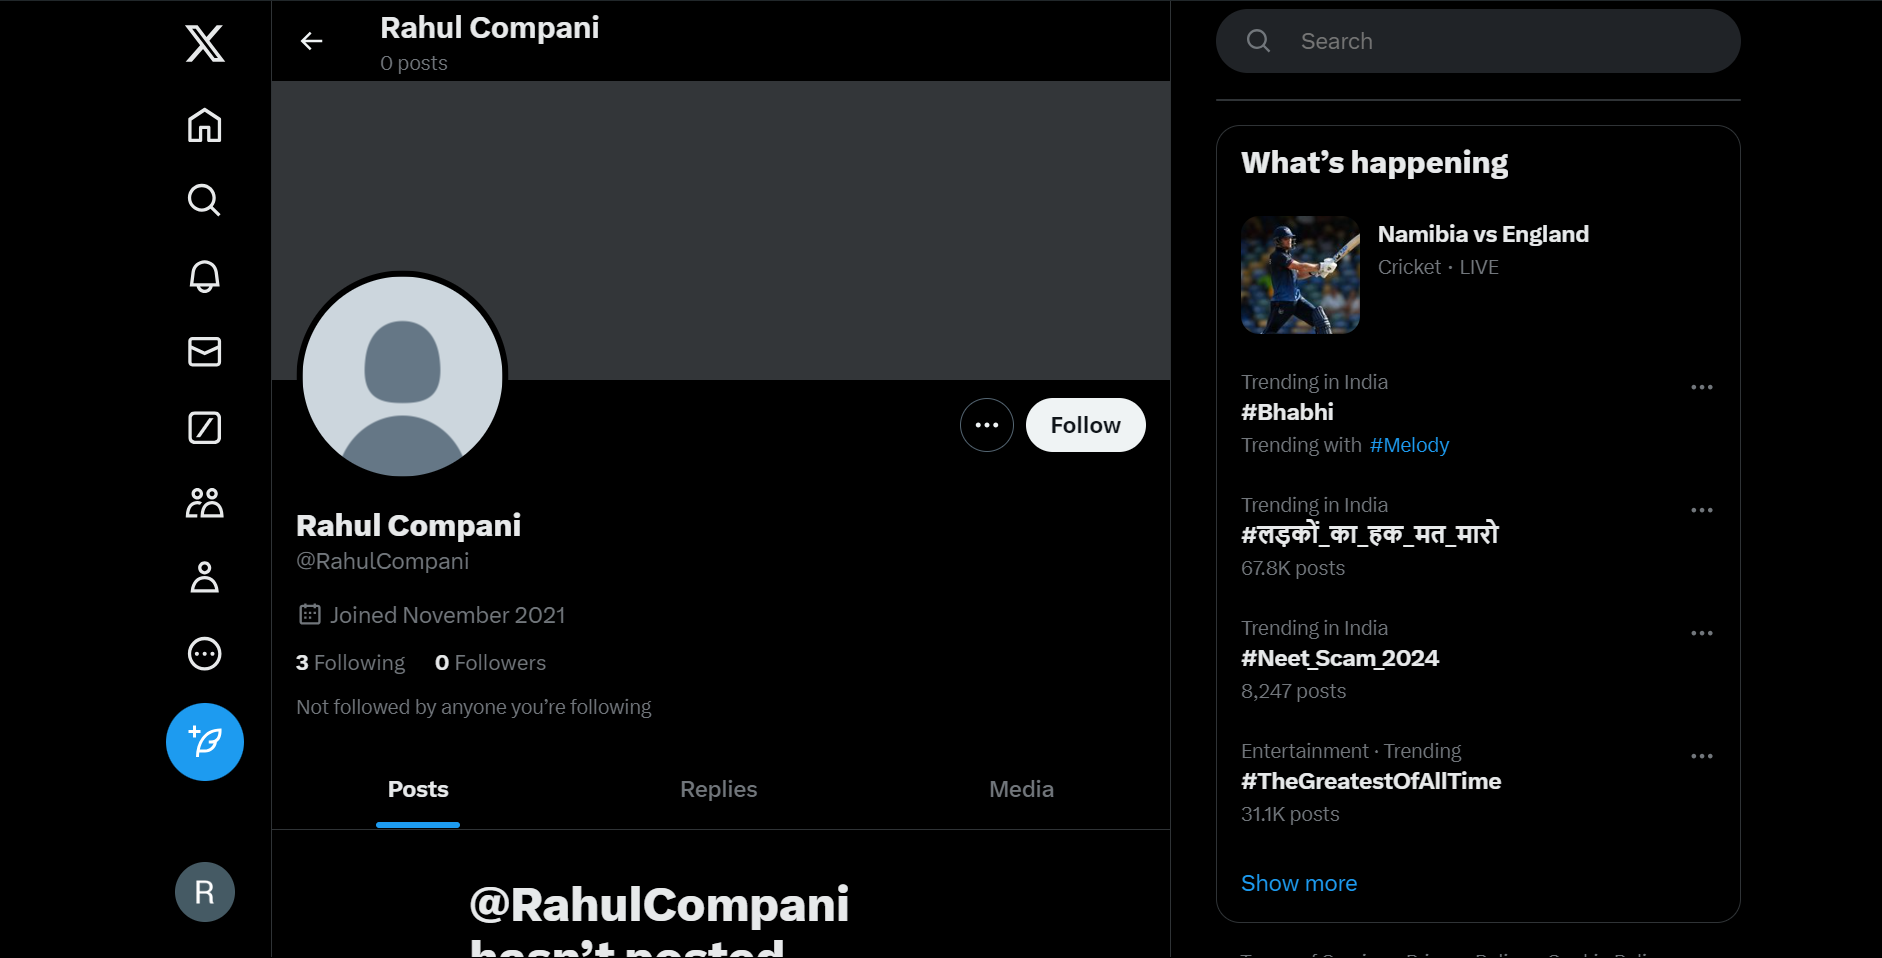 Rahul Compani
0 posts
Follow
Rahul Compani
@RahulCompani
Joined November 2021
3 Following 0 Followers
Not followed by anyone you’re following
Posts Replies Media
@RahulCompani
hasn’t posted
R
Search
What’s happening
Namibia vs England
Cricket · LIVE
Trending in India
#Bhabhi
Trending with #Melody
Trending in India
#लड़कों_का_हक_मत_मारो
67.8K posts
Trending in India
#Neet_Scam_2024
8,247 posts
Entertainment · Trending
#TheGreatestOfAllTime
31.1K posts
Show more